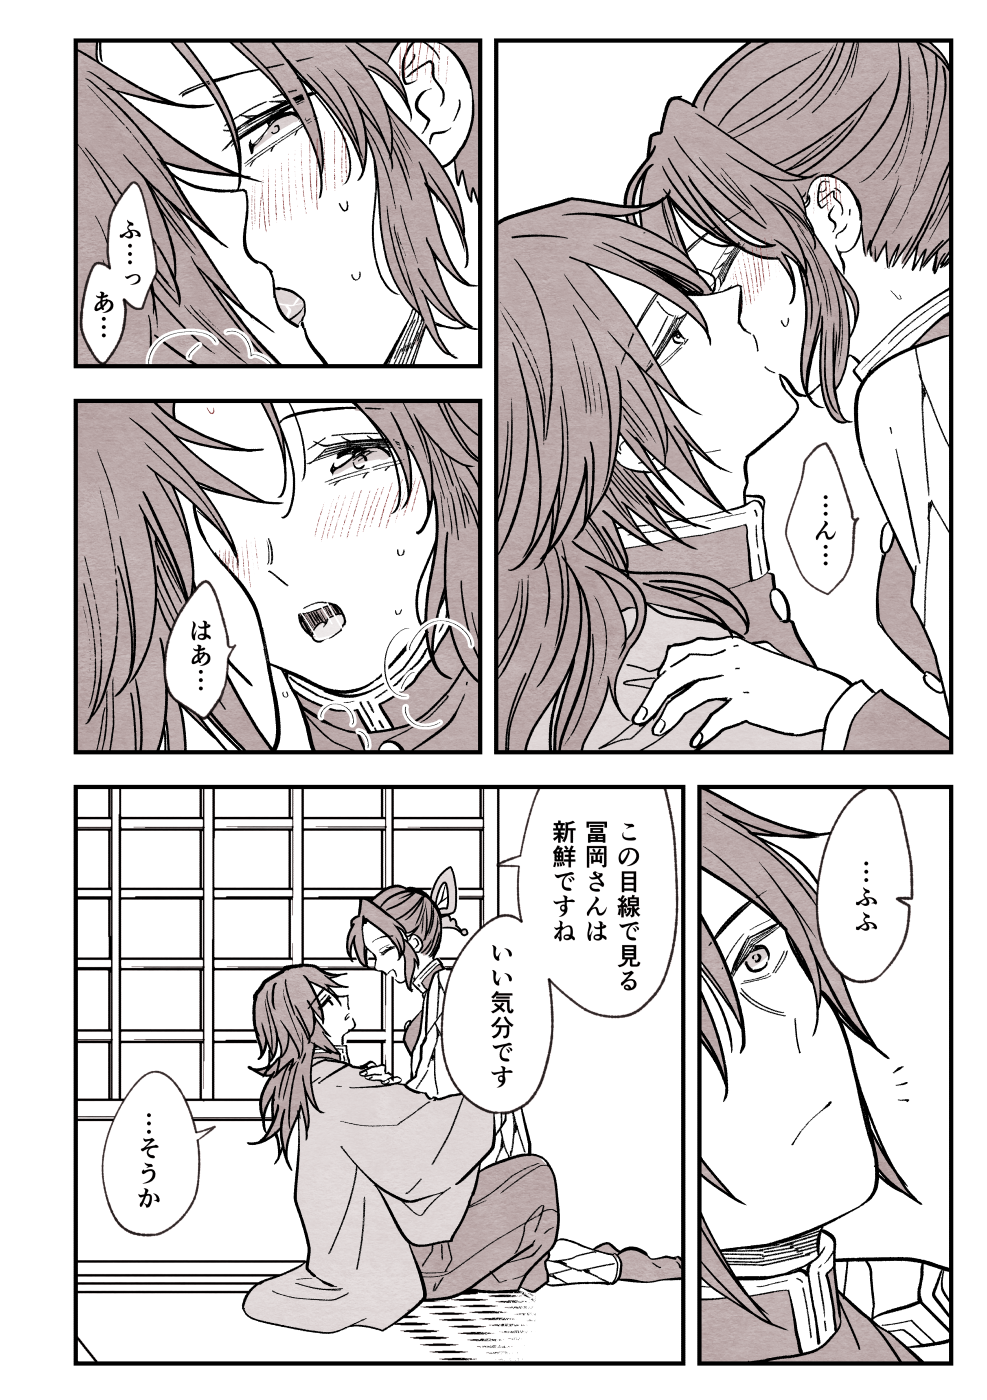 …ん…
ふ…っ
あ…
はあ…
…ふふ
この目線で見る
冨岡さんは
新鮮ですね
いい気分です
…そうか